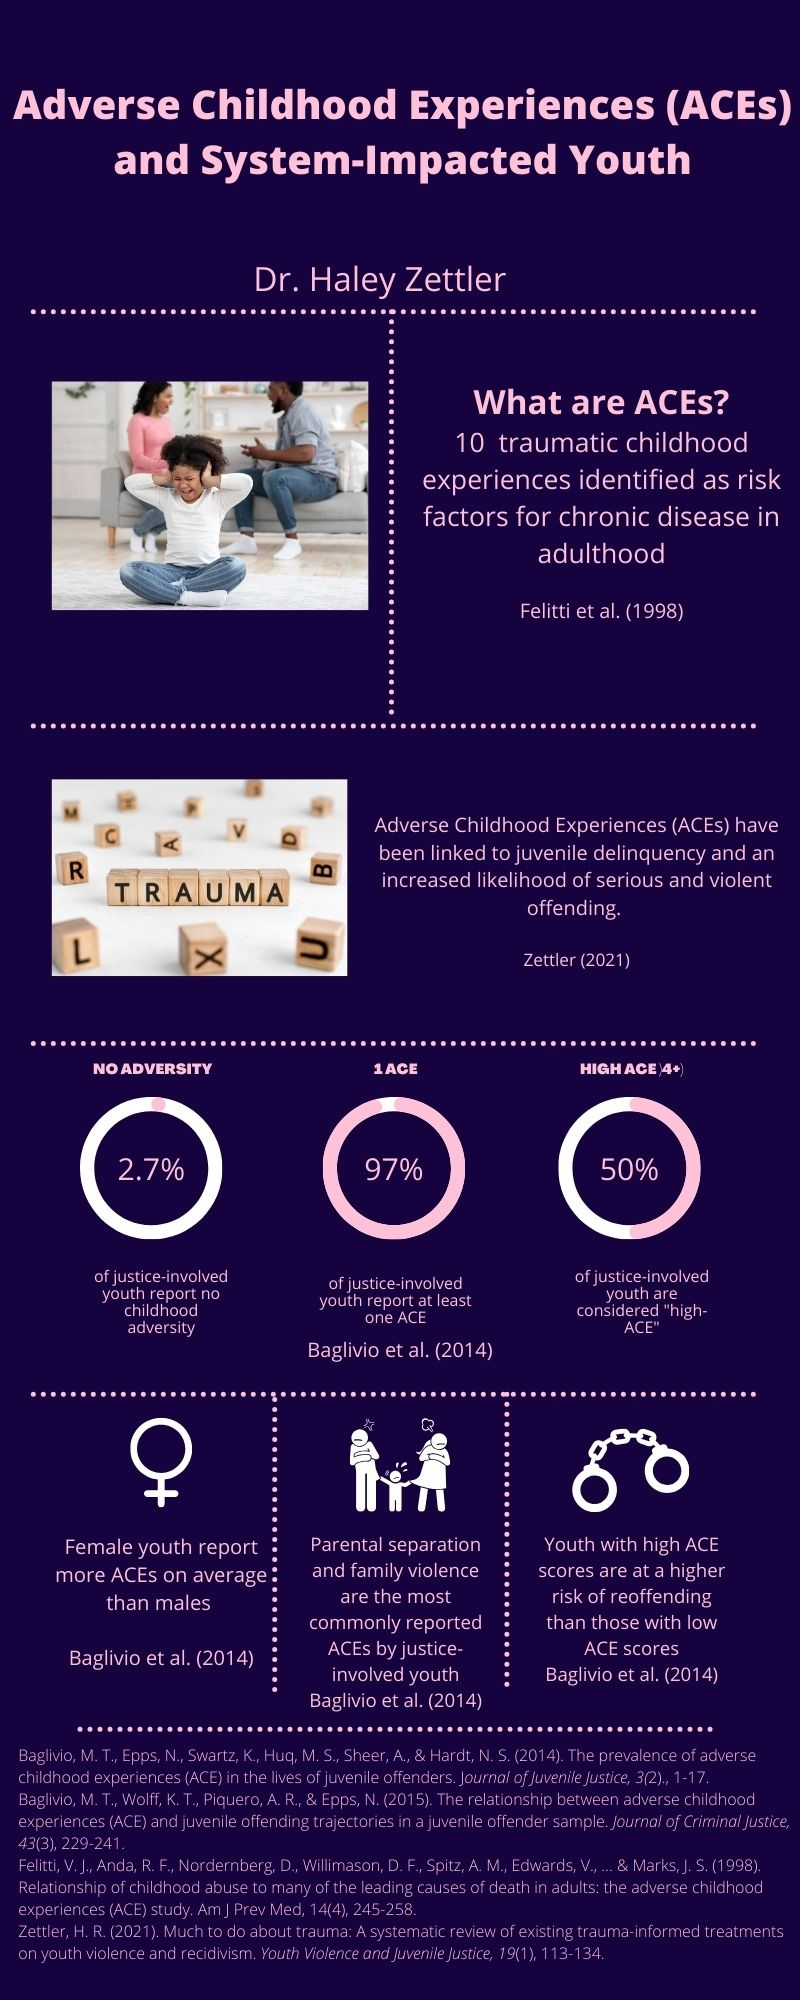 Adverse Childhood Experiences (ACEs)
and System-Impacted Youth
Dr. Haley Zettler
What are ACEs?
10 traumatic childhood
experiences identified as risk
factors for chronic disease in
adulthood
Felitti et al. (1998)
M
R
B
C
A
V
D
R
B
TRAUMA
L
X
U
Adverse Childhood Experiences (ACEs) have
been linked to juvenile delinquency and an
increased likelihood of serious and violent
offending.
Zettler (2021)
NO ADVERSITY
2.7%
of justice-involved
youth report no
childhood
adversity
1 ACE
97%
of justice-involved
youth report at least
one ACE
Baglivio et al. (2014)
HIGH ACE )4+)
50%
of justice-involved
youth are
considered "high-
ACE"
Female youth report
more ACEs on average
than males
Baglivio et al. (2014)
Parental separation
and family violence
are the most
commonly reported
ACEs by justice-
involved youth
Baglivio et al. (2014)
Youth with high ACE
scores are at a higher
risk of reoffending
than those with low
ACE scores
Baglivio et al. (2014)
Baglivio, M. T., Epps, N., Swartz, K., Huq, M. S., Sheer, A., & Hardt, N. S. (2014). The prevalence of adverse
childhood experiences (ACE) in the lives of juvenile offenders. Journal of Juvenile Justice, 3(2)., 1-17.
Baglivio, M. T., Wolff, K. T., Piquero, A. R., & Epps, N. (2015). The relationship between adverse childhood
experiences (ACE) and juvenile offending trajectories in a juvenile offender sample. Journal of Criminal Justice,
43(3), 229-241.
Felitti, V. J., Anda, R. F., Nordernberg, D., Willimason, D. F., Spitz, A. M., Edwards, V., ... & Marks, J. S. (1998).
Relationship of childhood abuse to many of the leading causes of death in adults: the adverse childhood
experiences (ACE) study. Am J Prev Med, 14(4), 245-258.
Zettler, H. R. (2021). Much to do about trauma: A systematic review of existing trauma-informed treatments
on youth violence and recidivism. Youth Violence and Juvenile Justice, 19(1), 113-134.